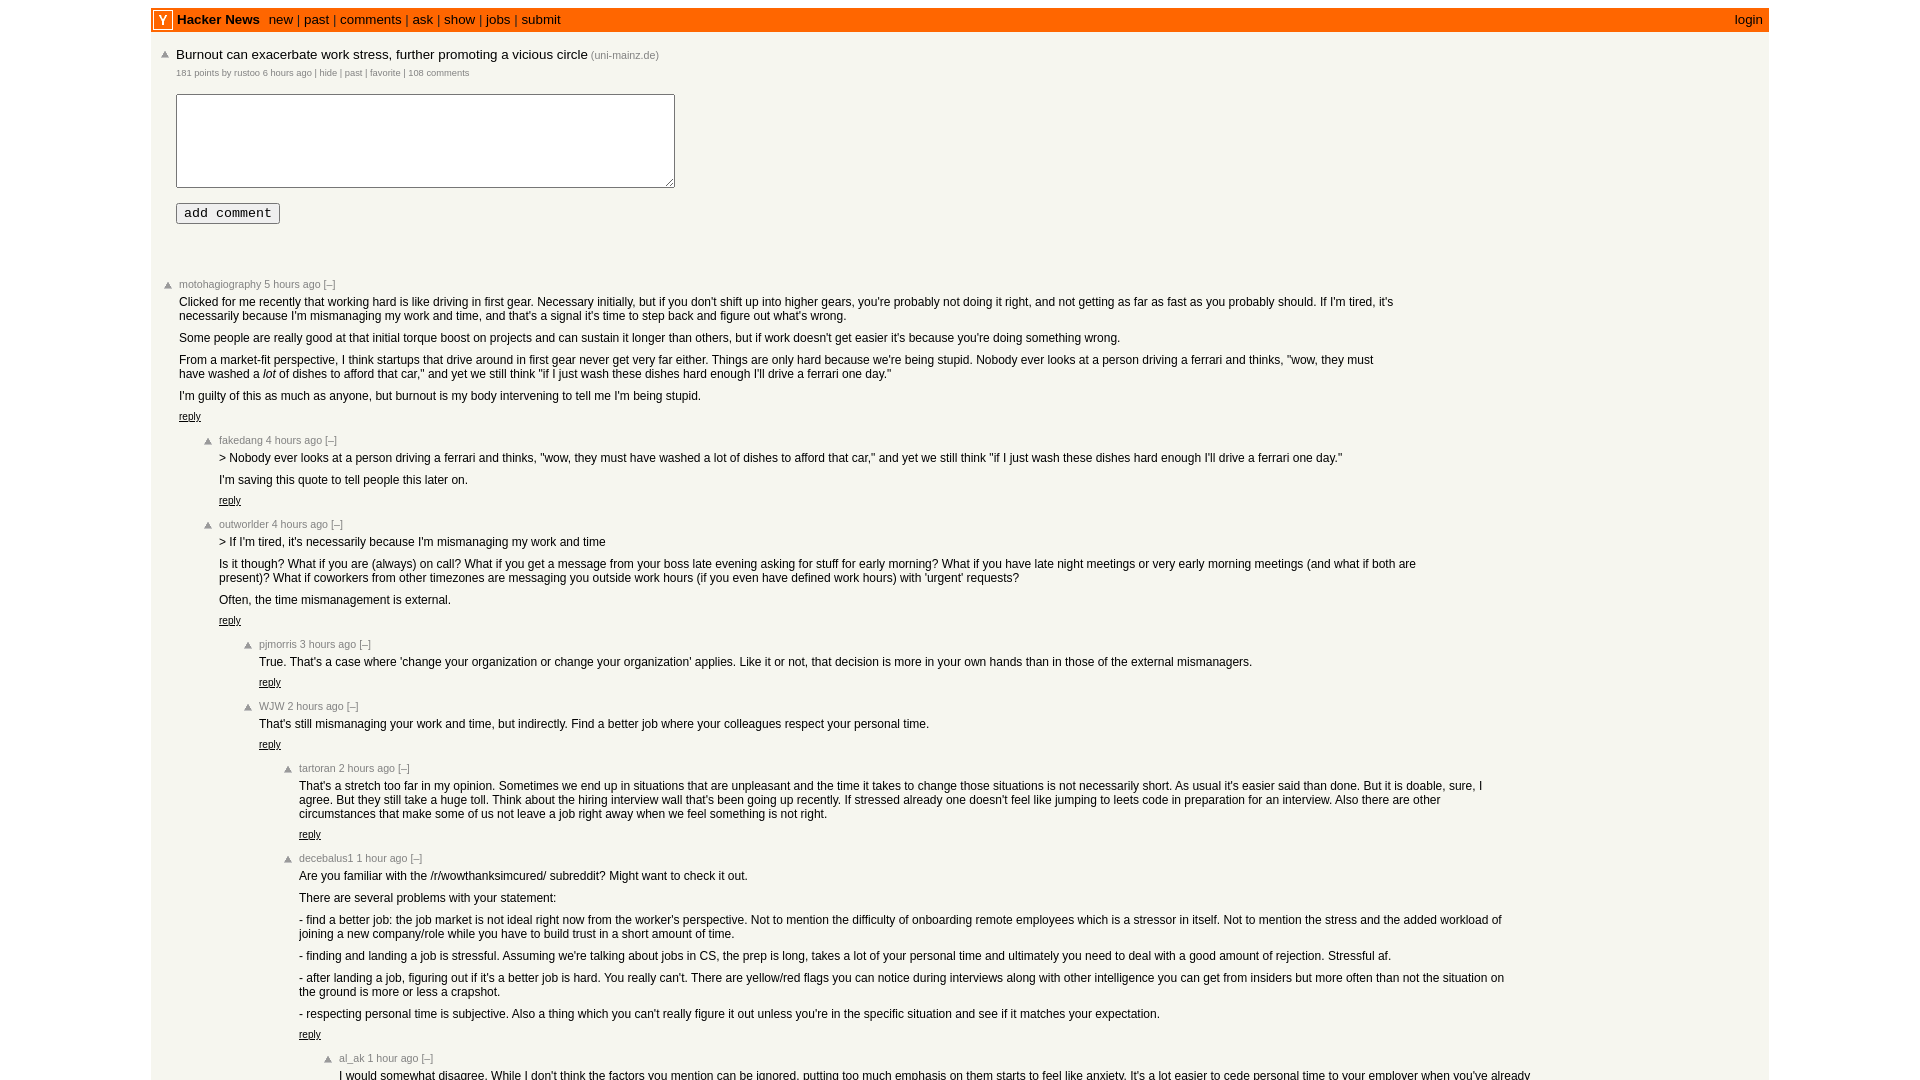 Y Hacker News new | past | comments | ask | show | jobs | submit login
Burnout can exacerbate work stress, further promoting a vicious circle (uni-mainz.de)
181 points by rustoo 6 hours ago | hide | past | favorite | 108 comments
add comment
motohagiography 5 hours ago [–]
Clicked for me recently that working hard is like driving in first gear. Necessary initially, but if you don't shift up into higher gears, you're probably not doing it right, and not getting as far as fast as you probably should. If I'm tired, it's
necessarily because I'm mismanaging my work and time, and that's a signal it's time to step back and figure out what's wrong.
Some people are really good at that initial torque boost on projects and can sustain it longer than others, but if work doesn't get easier it's because you're doing something wrong.
From a market-fit perspective, I think startups that drive around in first gear never get very far either. Things are only hard because we're being stupid. Nobody ever looks at a person driving a ferrari and thinks, "wow, they must
have washed a lot of dishes to afford that car," and yet we still think "if I just wash these dishes hard enough I'll drive a ferrari one day."
I'm guilty of this as much as anyone, but burnout is my body intervening to tell me I'm being stupid.
reply
fakedang 4 hours ago [–]
> Nobody ever looks at a person driving a ferrari and thinks, "wow, they must have washed a lot of dishes to afford that car," and yet we still think "if I just wash these dishes hard enough I'll drive a ferrari one day."
I'm saving this quote to tell people this later on.
reply
outworlder 4 hours ago [–]
> If I'm tired, it's necessarily because I'm mismanaging my work and time
Is it though? What if you are (always) on call? What if you get a message from your boss late evening asking for stuff for early morning? What if you have late night meetings or very early morning meetings (and what if both are
present)? What if coworkers from other timezones are messaging you outside work hours (if you even have defined work hours) with 'urgent' requests?
Often, the time mismanagement is external.
reply
pjmorris 3 hours ago [–]
True. That's a case where 'change your organization or change your organization' applies. Like it or not, that decision is more in your own hands than in those of the external mismanagers.
reply
WJW 2 hours ago [–]
That's still mismanaging your work and time, but indirectly. Find a better job where your colleagues respect your personal time.
reply
tartoran 2 hours ago [–]
That's a stretch too far in my opinion. Sometimes we end up in situations that are unpleasant and the time it takes to change those situations is not necessarily short. As usual it's easier said than done. But it is doable, sure, I
agree. But they still take a huge toll. Think about the hiring interview wall that's been going up recently. If stressed already one doesn't feel like jumping to leets code in preparation for an interview. Also there are other
circumstances that make some of us not leave a job right away when we feel something is not right.
reply
decebalus1 1 hour ago [–]
Are you familiar with the /r/wowthanksimcured/ subreddit? Might want to check it out.
There are several problems with your statement:
- find a better job: the job market is not ideal right now from the worker's perspective. Not to mention the difficulty of onboarding remote employees which is a stressor in itself. Not to mention the stress and the added workload of
joining a new company/role while you have to build trust in a short amount of time.
- finding and landing a job is stressful. Assuming we're talking about jobs in CS, the prep is long, takes a lot of your personal time and ultimately you need to deal with a good amount of rejection. Stressful af.
- after landing a job, figuring out if it's a better job is hard. You really can't. There are yellow/red flags you can notice during interviews along with other intelligence you can get from insiders but more often than not the situation on
the ground is more or less a crapshot.
- respecting personal time is subjective. Also a thing which you can't really figure it out unless you're in the specific situation and see if it matches your expectation.
reply
al_ak 1 hour ago [–]
I would somewhat disagree. While I don't think the factors you mention can be ignored, putting too much emphasis on them starts to feel like anxiety. It's a lot easier to cede personal time to your employer when you've already